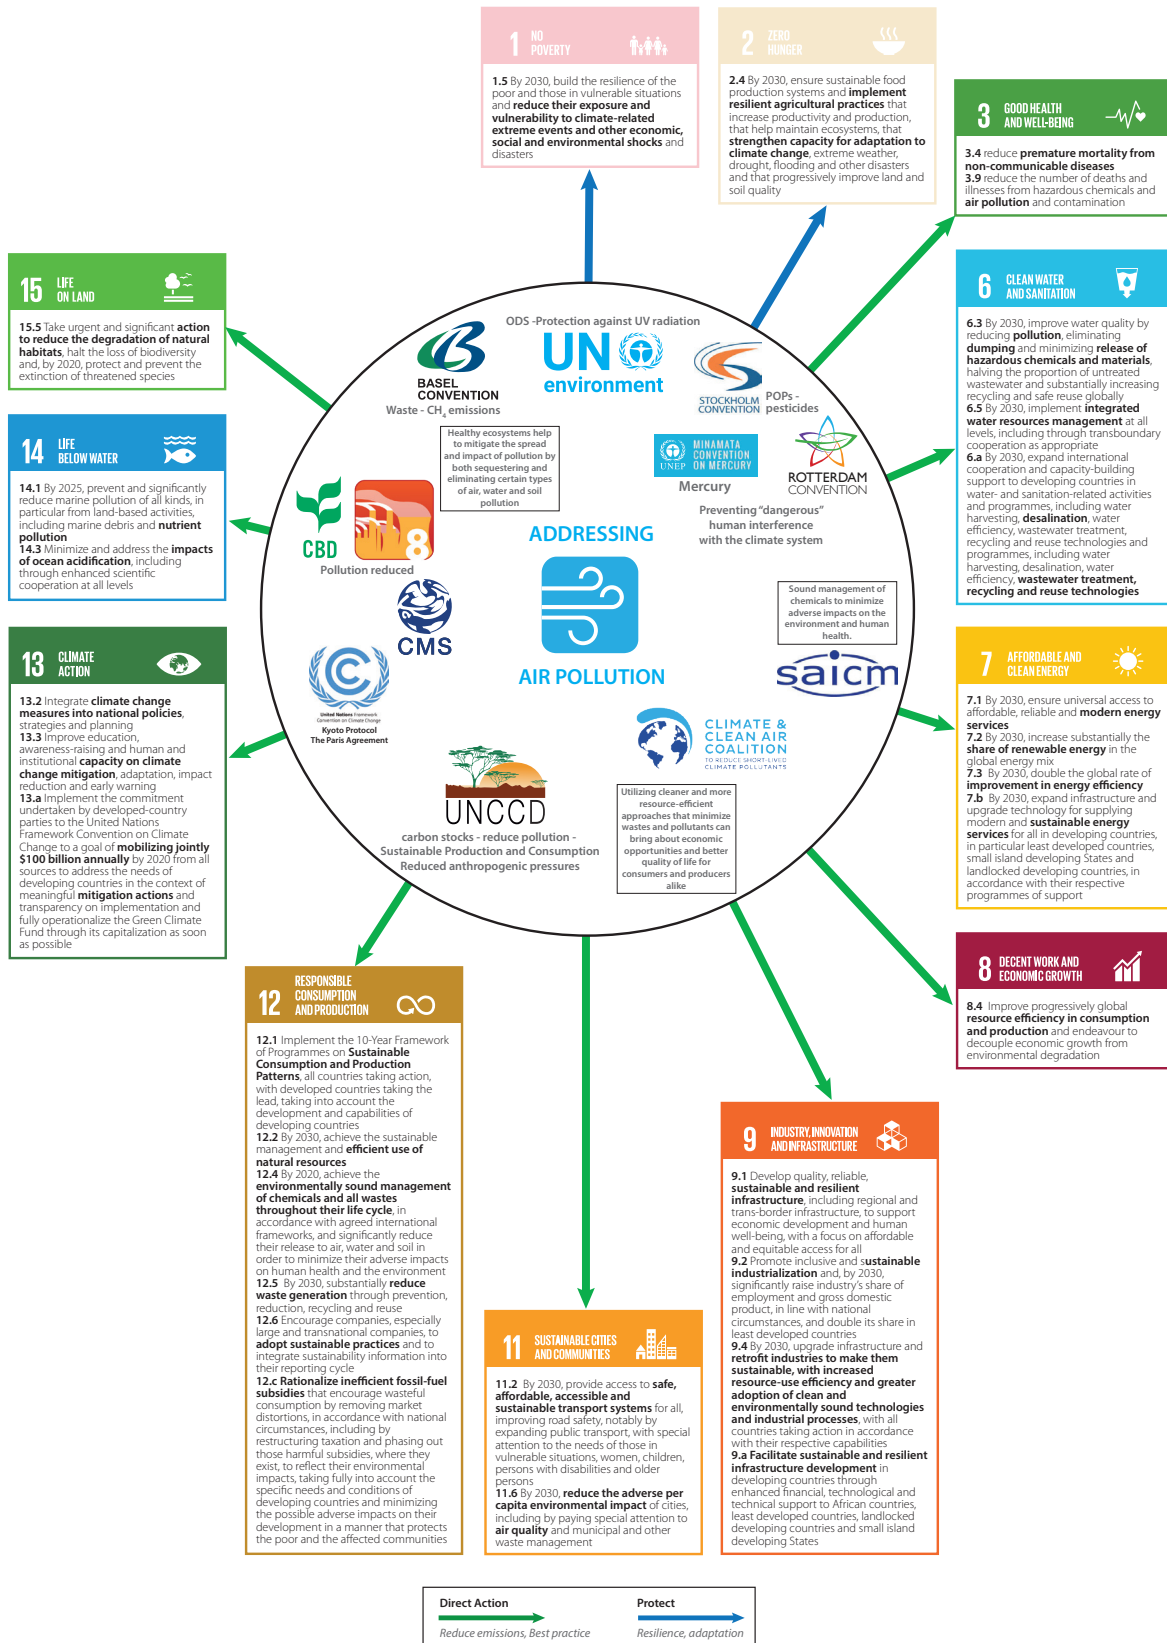 1 NO
POVERTY
1.5 By 2030, build the resilience of the
poor and those in vulnerable situations
and reduce their exposure and
vulnerability to climate-related
extreme events and other economic,
social and environmental shocks and
disasters
2 ZERO
HUNGER
2.4 By 2030, ensure sustainable food
production systems and implement
resilient agricultural practices that
increase productivity and production,
that help maintain ecosystems, that
strengthen capacity for adaptation to
climate change, extreme weather,
drought, flooding and other disasters
and that progressively improve land and
soil quality
3 GOOD HEALTH
AND WELL-BEING
3.4 reduce premature mortality from
non-communicable diseases
3.9 reduce the number of deaths and
illnesses from hazardous chemicals and
air pollution and contamination
6 CLEAN WATER
AND SANITATION
6.3 By 2030, improve water quality by
reducing pollution, eliminating
dumping and minimizing release of
hazardous chemicals and materials,
halving the proportion of untreated
wastewater and substantially increasing
recycling and safe reuse globally
6.5 By 2030, implement integrated
water resources management at all
levels, including through transboundary
cooperation as appropriate
6.a By 2030, expand international
cooperation and capacity-building
support to developing countries in
water- and sanitation-related activities
and programmes, including water
harvesting, desalination, water
efficiency, wastewater treatment,
recycling and reuse technologies and
programmes, including water
harvesting, desalination, water
efficiency, wastewater treatment,
recycling and reuse technologies
7 AFFORDABLE AND
CLEAN ENERGY
7.1 By 2030, ensure universal access to
affordable, reliable and modern energy
services
7.2 By 2030, increase substantially the
share of renewable energy in the
global energy mix
7.3 By 2030, double the global rate of
improvement in energy efficiency
7.b By 2030, expand infrastructure and
upgrade technology for supplying
modern and sustainable energy
services for all in developing countries,
in particular least developed countries,
small island developing States and
landlocked developing countries, in
accordance with their respective
programmes of support
8 DECENT WORK AND
ECONOMIC GROWTH
8.4 Improve progressively global
resource efficiency in consumption
and production and endeavour to
decouple economic growth from
environmental degradation
9 INDUSTRY, INNOVATION
AND INFRASTRUCTURE
9.1 Develop quality, reliable,
sustainable and resilient
infrastructure, including regional and
trans-border infrastructure, to support
economic development and human
well-being, with a focus on affordable
and equitable access for all
9.2 Promote inclusive and sustainable
industrialization and, by 2030,
significantly raise industry's share of
employment and gross domestic
product, in line with national
circumstances, and double its share in
least developed countries
9.4 By 2030, upgrade infrastructure and
retrofit industries to make them
sustainable, with increased
resource-use efficiency and greater
adoption of clean and
environmentally sound technologies
and industrial processes, with all
countries taking action in accordance
with their respective capabilities
9.a Facilitate sustainable and resilient
infrastructure development in
developing countries through
enhanced financial, technological and
technical support to African countries,
least developed countries, landlocked
developing countries and small island
developing States
11 SUSTAINABLE CITIES
AND COMMUNITIES
11.2 By 2030, provide access to safe,
affordable, accessible and
sustainable transport systems for all,
improving road safety, notably by
expanding public transport, with special
attention to the needs of those in
vulnerable situations, women, children,
persons with disabilities and older
persons
11.6 By 2030, reduce the adverse per
capita environmental impact of cities,
including by paying special attention to
air quality and municipal and other
waste management
12 RESPONSIBLE
CONSUMPTION
AND PRODUCTION
12.1 Implement the 10-Year Framework
of Programmes on Sustainable
Consumption and Production
Patterns, all countries taking action,
with developed countries taking the
lead, taking into account the
development and capabilities of
developing countries
12.2 By 2030, achieve the sustainable
management and efficient use of
natural resources
12.4 By 2020, achieve the
environmentally sound management
of chemicals and all wastes
throughout their life cycle, in
accordance with agreed international
frameworks, and significantly reduce
their release to air, water and soil in
order to minimize their adverse impacts
on human health and the environment
12.5 By 2030, substantially reduce
waste generation through prevention,
reduction, recycling and reuse
12.6 Encourage companies, especially
large and transnational companies, to
adopt sustainable practices and to
integrate sustainability information into
their reporting cycle
12.c Rationalize inefficient fossil-fuel
subsidies that encourage wasteful
consumption by removing market
distortions, in accordance with national
circumstances, including by
restructuring taxation and phasing out
those harmful subsidies, where they
exist, to reflect their environmental
impacts, taking fully into account the
specific needs and conditions of
developing countries and minimizing
the possible adverse impacts on their
development in a manner that protects
the poor and the affected communities
13 CLIMATE
ACTION
13.2 Integrate climate change
measures into national policies,
strategies and planning
13.3 Improve education,
awareness-raising and human and
institutional capacity on climate
change mitigation, adaptation, impact
reduction and early warning
13.a Implement the commitment
undertaken by developed-country
parties to the United Nations
Framework Convention on Climate
Change to a goal of mobilizing jointly
$100 billion annually by 2020 from all
sources to address the needs of
developing countries in the context of
meaningful mitigation actions and
transparency on implementation and
fully operationalize the Green Climate
Fund through its capitalization as soon
as possible
14 LIFE
BELOW WATER
14.1 By 2025, prevent and significantly
reduce marine pollution of all kinds, in
particular from land-based activities,
including marine debris and nutrient
pollution
14.3 Minimize and address the impacts
of ocean acidification, including
through enhanced scientific
cooperation at all levels
15 LIFE
ON LAND
15.5 Take urgent and significant action
to reduce the degradation of natural
habitats, halt the loss of biodiversity
and, by 2020, protect and prevent the
extinction of threatened species
ODS -Protection against UV radiation
UN
environment
BASEL
CONVENTION
Waste - CH4 emissions
STOCKHOLM
CONVENTION
POPs -
pesticides
Healthy ecosystems help
to mitigate the spread
and impact of pollution by
both sequestering and
eliminating certain types
of air, water and soil
pollution
UNEP
MINAMATA
CONVENTION
ON MERCURY
Mercury
ROTTERDAM
CONVENTION
Preventing "dangerous"
human interference
with the climate system
CBD
8
Pollution reduced
ADDRESSING
AIR POLLUTION
CMS
Sound management of
chemicals to minimize
adverse impacts on the
environment and human
health.
saicm
United Nations Framework
Convention on Climate Change
Kyoto Protocol
The Paris Agreement
CLIMATE &
CLEAN AIR
COALITION
TO REDUCE SHORT-LIVED
CLIMATE POLLUTANTS
UNCCD
carbon stocks - reduce pollution -
Sustainable Production and Consumption
Reduced anthropogenic pressures
Utilizing cleaner and more
resource-efficient
approaches that minimize
wastes and pollutants can
bring about economic
opportunities and better
quality of life for
consumers and producers
alike
Direct Action
Reduce emissions, Best practice
Protect
Resilience, adaptation